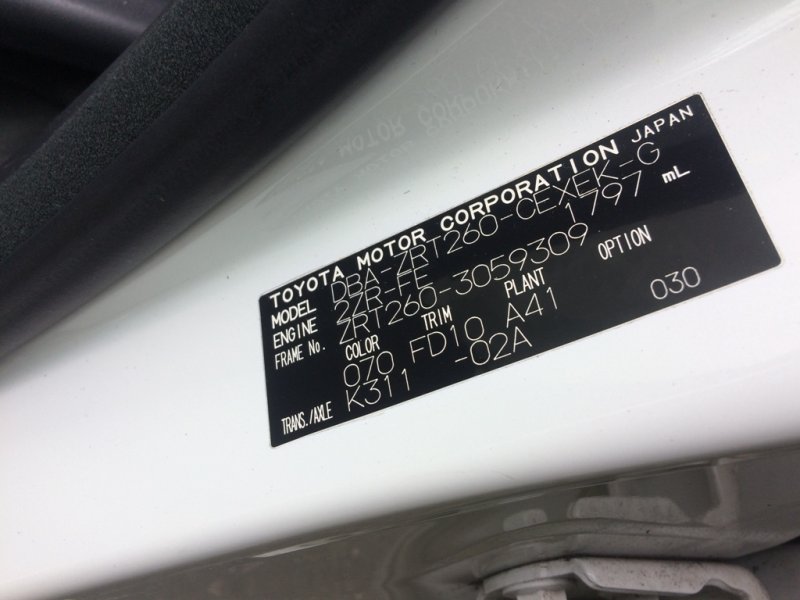 TOYOTA MOTOR CORPORATION JAPAN
MODEL DBA-ZRT260-CEXEK-G
ENGINE 2ZR-FE 1797 mL
FRAME No. ZRT260-3059309
COLOR TRIM PLANT OPTION
070 FD10 A41 030
TRANS./AXLE K311 -02A